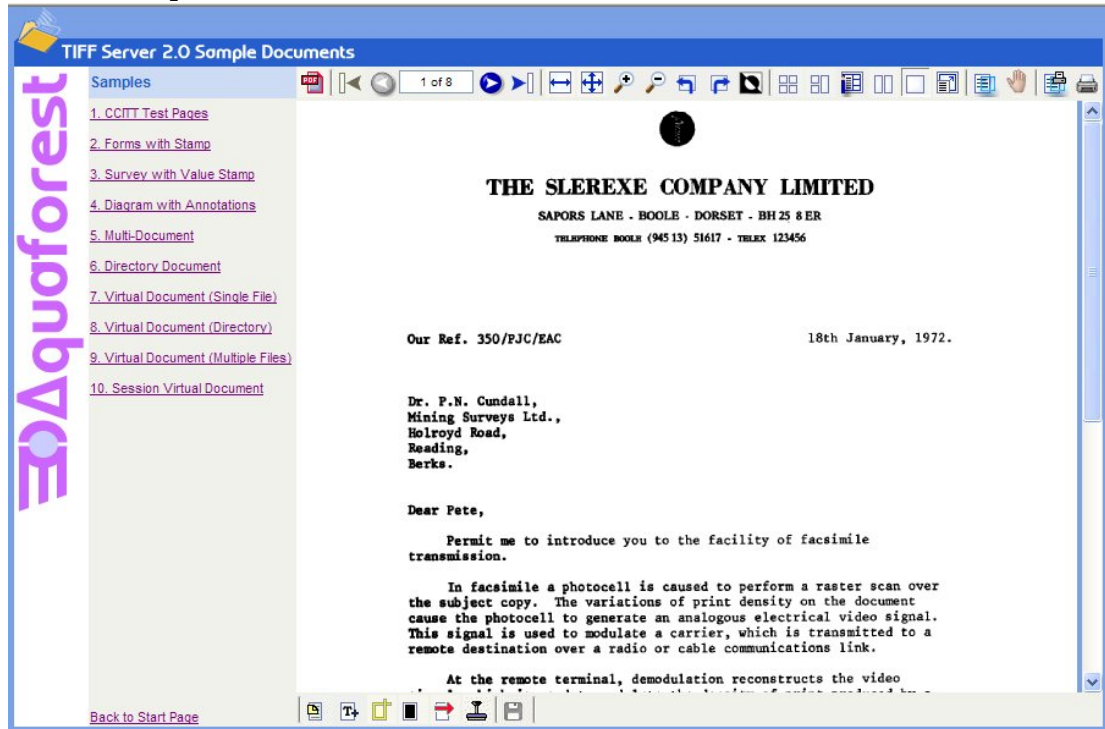 TIFF Server 2.0 Sample Documents
Aquaforest
Samples
1. CCITT Test Pages
2. Forms with Stamp
3. Survey with Value Stamp
4. Diagram with Annotations
5. Multi-Document
6. Directory Document
7. Virtual Document (Single File)
8. Virtual Document (Directory)
9. Virtual Document (Multiple Files)
10. Session Virtual Document
Back to Start Page
PDF
1 of 8
THE SLEREXE COMPANY LIMITED
SAPORS LANE - BOOLE - DORSET - BH 25 8 ER
TELEPHONE BOOLE (945 13) 51617 - TELEX 123456
Our Ref. 350/PJC/EAC
18th January, 1972.
Dr. P.N. Cundall,
Mining Surveys Ltd.,
Holroyd Road,
Reading,
Berks.
Dear Pete,
Permit me to introduce you to the facility of facsimile
transmission.
In facsimile a photocell is caused to perform a raster scan over
the subject copy. The variations of print density on the document
cause the photocell to generate an analogous electrical video signal.
This signal is used to modulate a carrier, which is transmitted to a
remote destination over a radio or cable communications link.
At the remote terminal, demodulation reconstructs the video
T+